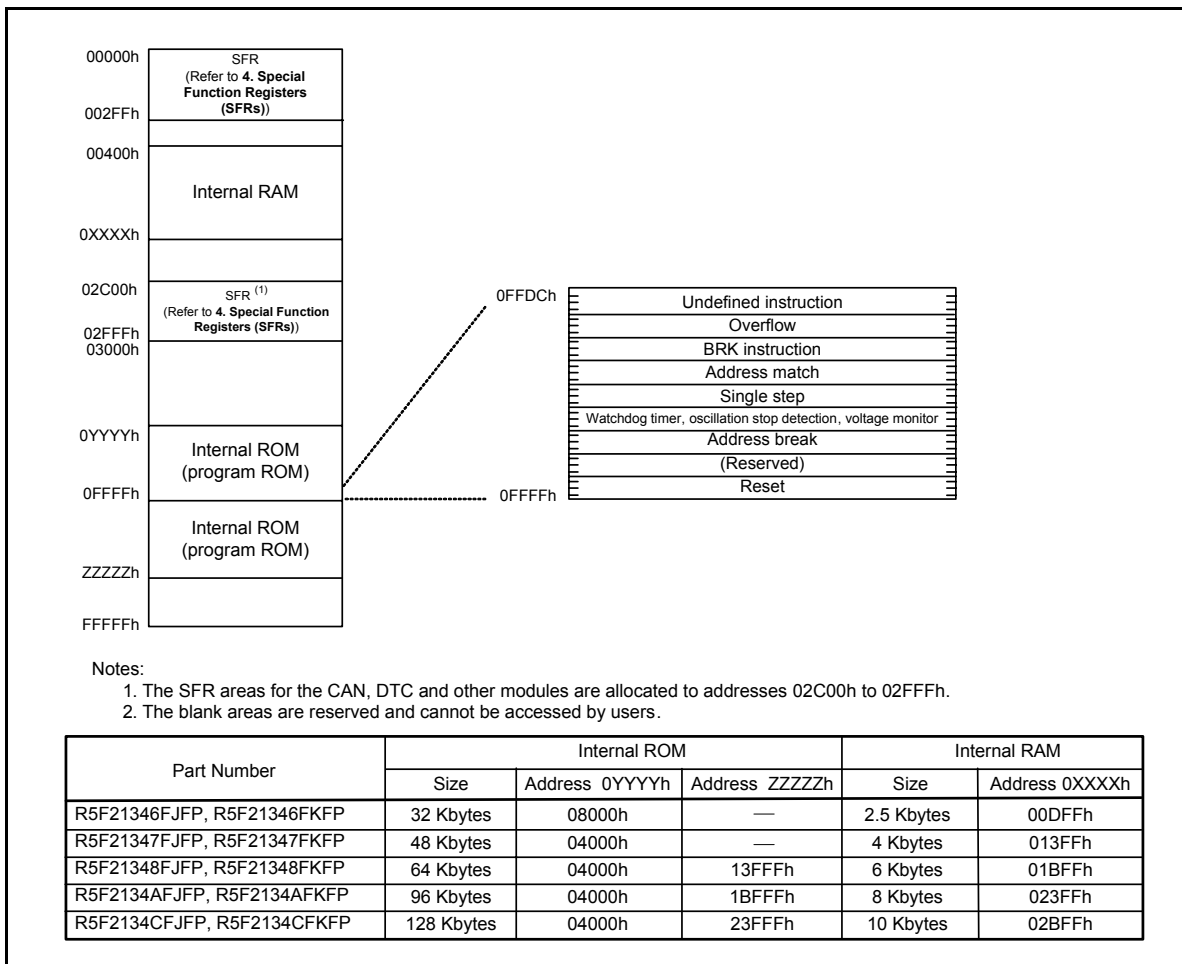 00000h
SFR
(Refer to 4. Special
Function Registers
(SFRs))
002FFh
00400h
Internal RAM
0XXXXh
02C00h
SFR (1)
(Refer to 4. Special Function
Registers (SFRs))
02FFFh
03000h
0YYYYh
Internal ROM
(program ROM)
0FFFFh
Internal ROM
(program ROM)
ZZZZZh
FFFFFh
0FFDCh
Undefined instruction
Overflow
BRK instruction
Address match
Single step
Watchdog timer, oscillation stop detection, voltage monitor
Address break
(Reserved)
Reset
0FFFFh
Notes:
1. The SFR areas for the CAN, DTC and other modules are allocated to addresses 02C00h to 02FFFh.
2. The blank areas are reserved and cannot be accessed by users.
Part Number Internal ROM Internal RAM
Size Address 0YYYYh Address ZZZZZh Size Address 0XXXXh
R5F21346FJFP, R5F21346FKFP 32 Kbytes 08000h — 2.5 Kbytes 00DFFh
R5F21347FJFP, R5F21347FKFP 48 Kbytes 04000h — 4 Kbytes 013FFh
R5F21348FJFP, R5F21348FKFP 64 Kbytes 04000h 13FFFh 6 Kbytes 01BFFh
R5F2134AFJFP, R5F2134AFKFP 96 Kbytes 04000h 1BFFFh 8 Kbytes 023FFh
R5F2134CFJFP, R5F2134CFKFP 128 Kbytes 04000h 23FFFh 10 Kbytes 02BFFh